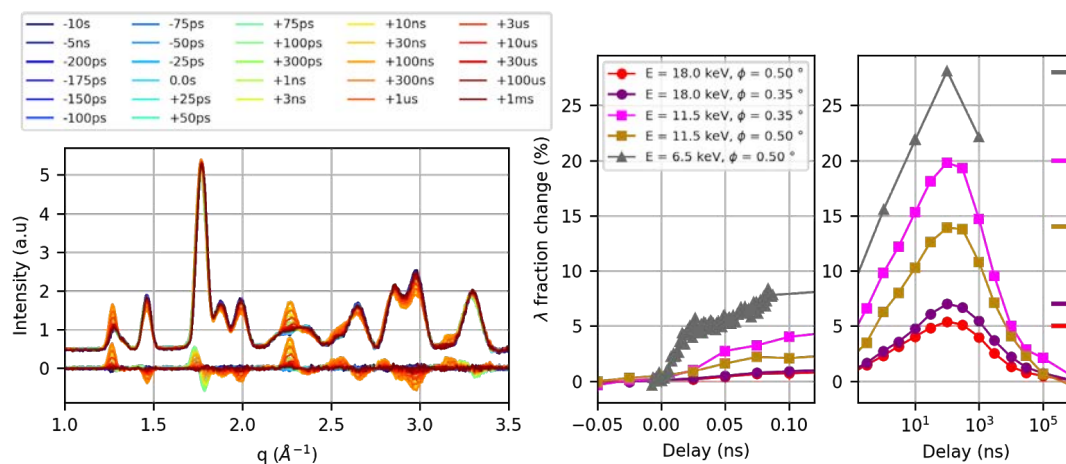 -10s
-5ns
-200ps
-175ps
-150ps
-100ps
-75ps
-50ps
-25ps
0.0s
+25ps
+50ps
+75ps
+100ps
+300ps
+1ns
+3ns
+10ns
+30ns
+100ns
+300ns
+1us
+3us
+10us
+30us
+100us
+1ms
Intensity (a.u)
5
4
3
2
1
0
1.0 1.5 2.0 2.5 3.0 3.5
q (Å⁻¹)
λ fraction change (%)
25
20
15
10
5
0
E = 18.0 keV, ϕ = 0.50 °
E = 18.0 keV, ϕ = 0.35 °
E = 11.5 keV, ϕ = 0.35 °
E = 11.5 keV, ϕ = 0.50 °
E = 6.5 keV, ϕ = 0.50 °
-0.05 0.00 0.05 0.10
Delay (ns)
25
20
15
10
5
0
10¹ 10³ 10⁵
Delay (ns)